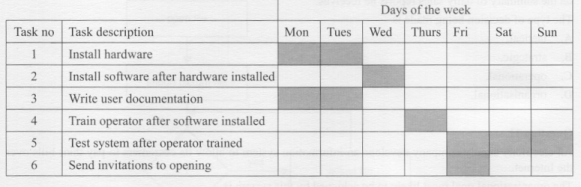 Days of the week
Task no Task description Mon Tues Wed Thurs Fri Sat Sun
1 Install hardware
2 Install software after hardware installed
3 Write user documentation
4 Train operator after software installed
5 Test system after operator trained
6 Send invitations to opening